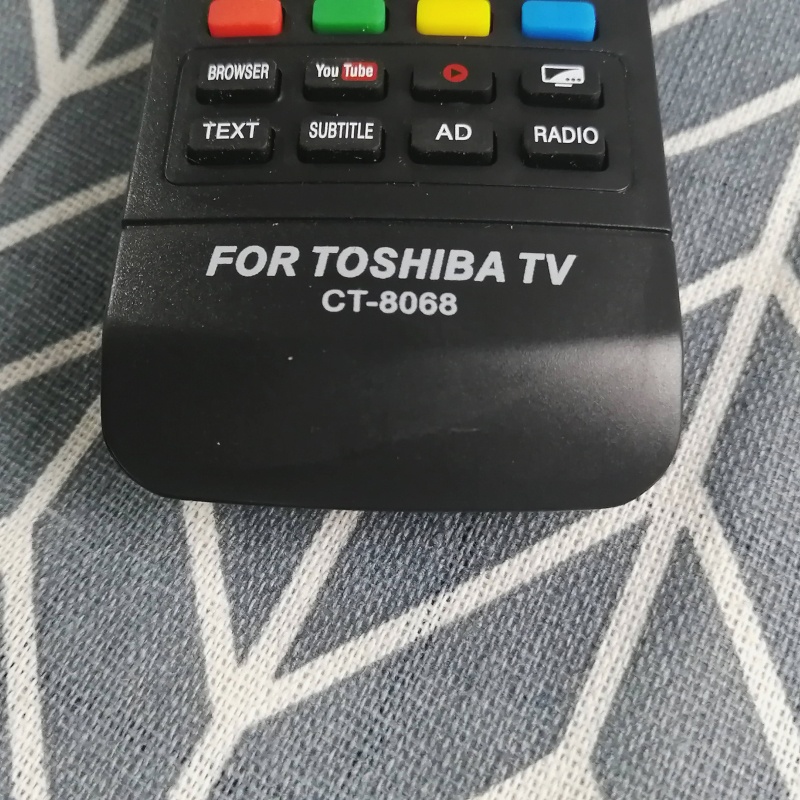 BROWSER YouTube
TEXT SUBTITLE AD RADIO
FOR TOSHIBA TV
CT-8068